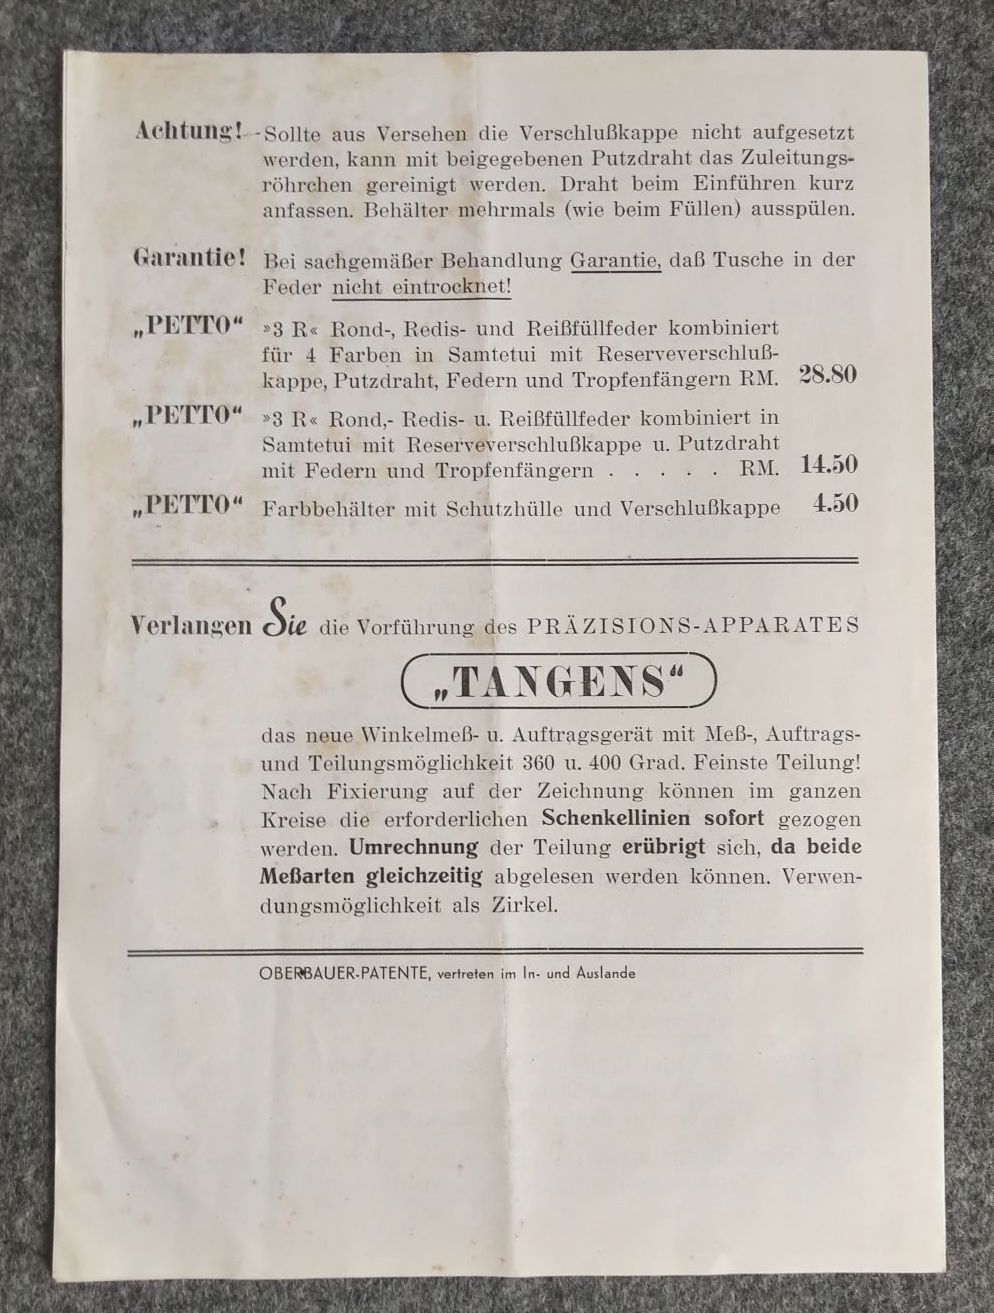 Achtung! - Sollte aus Versehen die Verschlußkappe nicht aufgesetzt
werden, kann mit beigegebenen Putzdraht das Zuleitungs-
röhrchen gereinigt werden. Draht beim Einführen kurz
anfassen. Behälter mehrmals (wie beim Füllen) ausspülen.
Garantie! Bei sachgemäßer Behandlung Garantie, daß Tusche in der
Feder nicht eintrocknet!
„PETTO“ »3 R« Rond-, Redis- und Reißfüllfeder kombiniert
für 4 Farben in Samtetui mit Reserveverschluß-
kappe, Putzdraht, Federn und Tropfenfängern RM. 28.80
„PETTO“ »3 R« Rond,- Redis- u. Reißfüllfeder kombiniert in
Samtetui mit Reserveverschlußkappe u. Putzdraht
mit Federn und Tropfenfängern . . . . . RM. 14.50
„PETTO“ Farbbehälter mit Schutzhülle und Verschlußkappe 4.50
Verlangen Sie die Vorführung des PRÄZISIONS-APPARATES
„TANGENS“
das neue Winkelmeß- u. Auftragsgerät mit Meß-, Auftrags-
und Teilungsmöglichkeit 360 u. 400 Grad. Feinste Teilung!
Nach Fixierung auf der Zeichnung können im ganzen
Kreise die erforderlichen Schenkellinien sofort gezogen
werden. Umrechnung der Teilung erübrigt sich, da beide
Meßarten gleichzeitig abgelesen werden können. Verwen-
dungsmöglichkeit als Zirkel.
OBERBAUER-PATENTE, vertreten im In- und Auslande